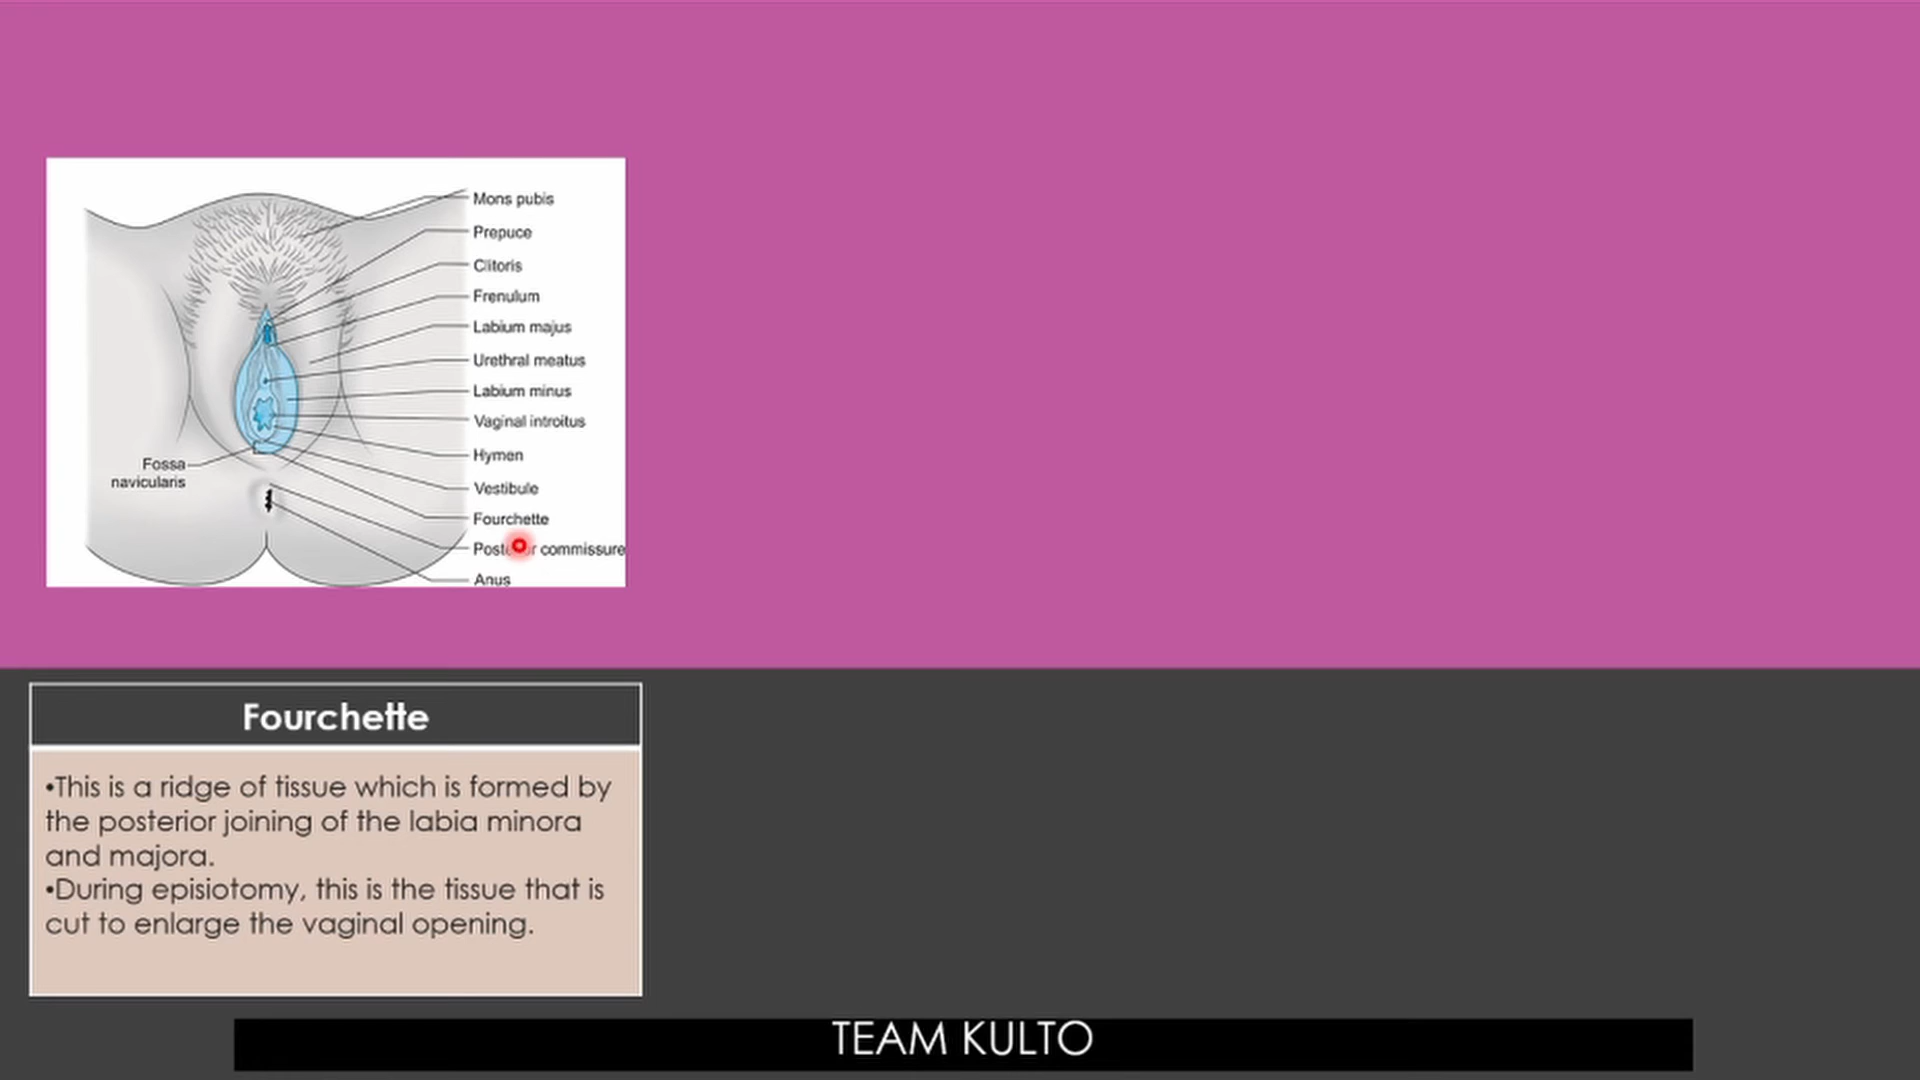 Mons pubis
Prepuce
Clitoris
Frenulum
Labium majus
Urethral meatus
Labium minus
Vaginal introitus
Hymen
Vestibule
Fourchette
commissure
Anus
Fossa
navicularis
Fourchette
•This is a ridge of tissue which is formed by
the posterior joining of the labia minora
and majora.
•During episiotomy, this is the tissue that is
cut to enlarge the vaginal opening.
TEAM KULTO